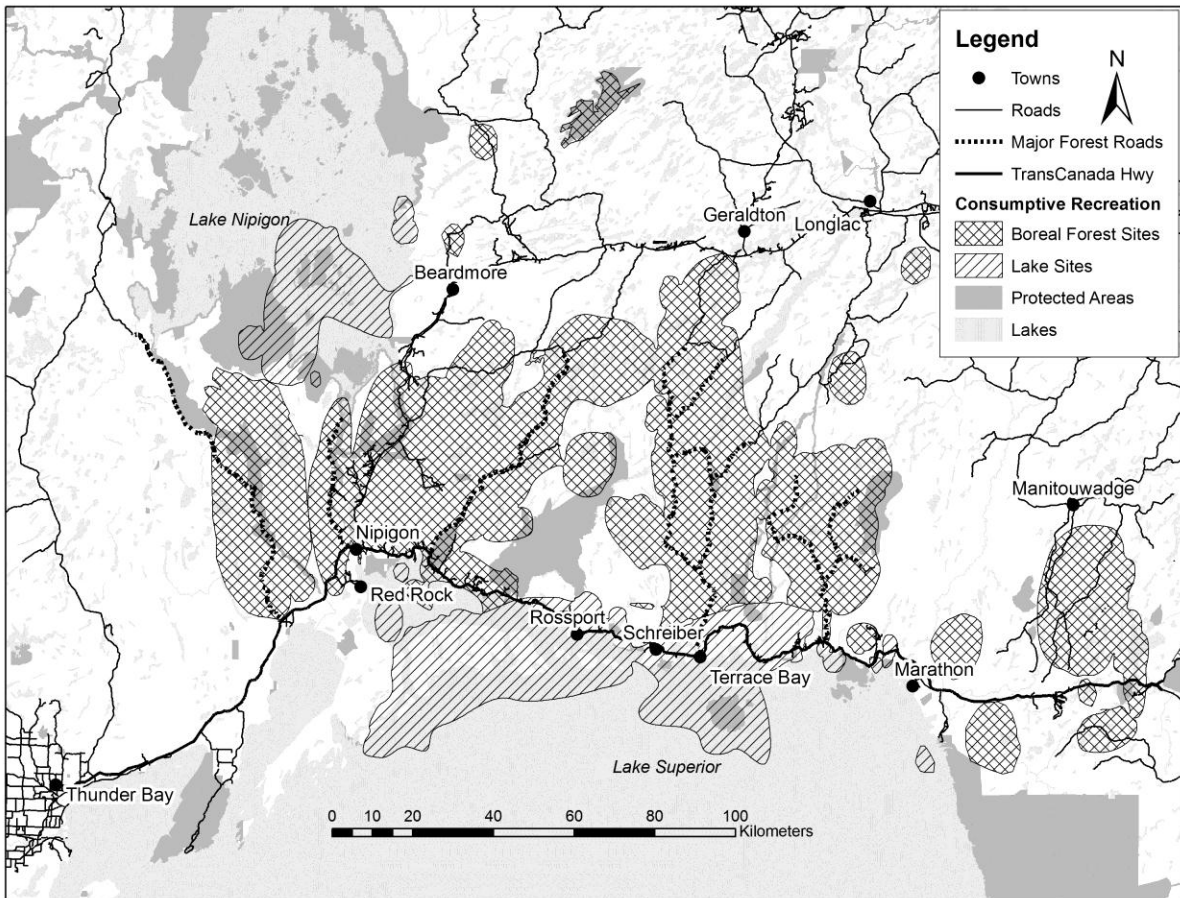 Legend
N
Towns
Roads
Major Forest Roads
TransCanada Hwy
Consumptive Recreation
Boreal Forest Sites
Lake Sites
Protected Areas
Lakes
Lake Nipigon
Geraldton
Longlac
Beardmore
Manitouwadge
Nipigon
Red Rock
Rossport
Schreiber
Terrace Bay
Marathon
Lake Superior
Thunder Bay
0 5 10 20 40 60 80 100
Kilometers